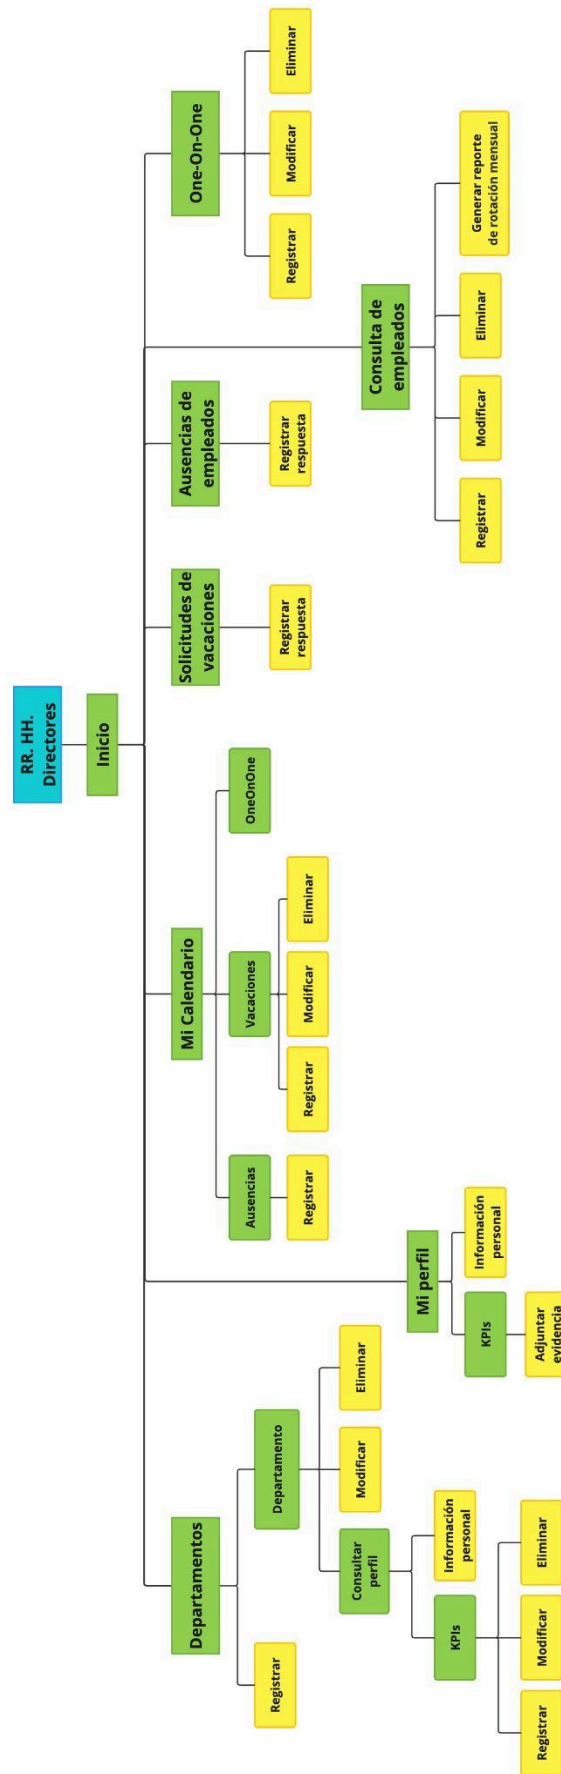 RR. HH.
Directores
Inicio
Departamentos
Registrar
Departamento
Consultar
perfil
KPIs
Registrar
Modificar
Eliminar
Información
personal
Modificar
Eliminar
Mi perfil
KPIs
Adjuntar
evidencia
Información
personal
Mi Calendario
Ausencias
Registrar
Vacaciones
Registrar
Modificar
Eliminar
OneOnOne
Solicitudes de
vacaciones
Registrar
respuesta
Ausencias de
empleados
Registrar
respuesta
Consulta de
empleados
Registrar
Modificar
Eliminar
Generar reporte
de rotación mensual
One-On-One
Registrar
Modificar
Eliminar